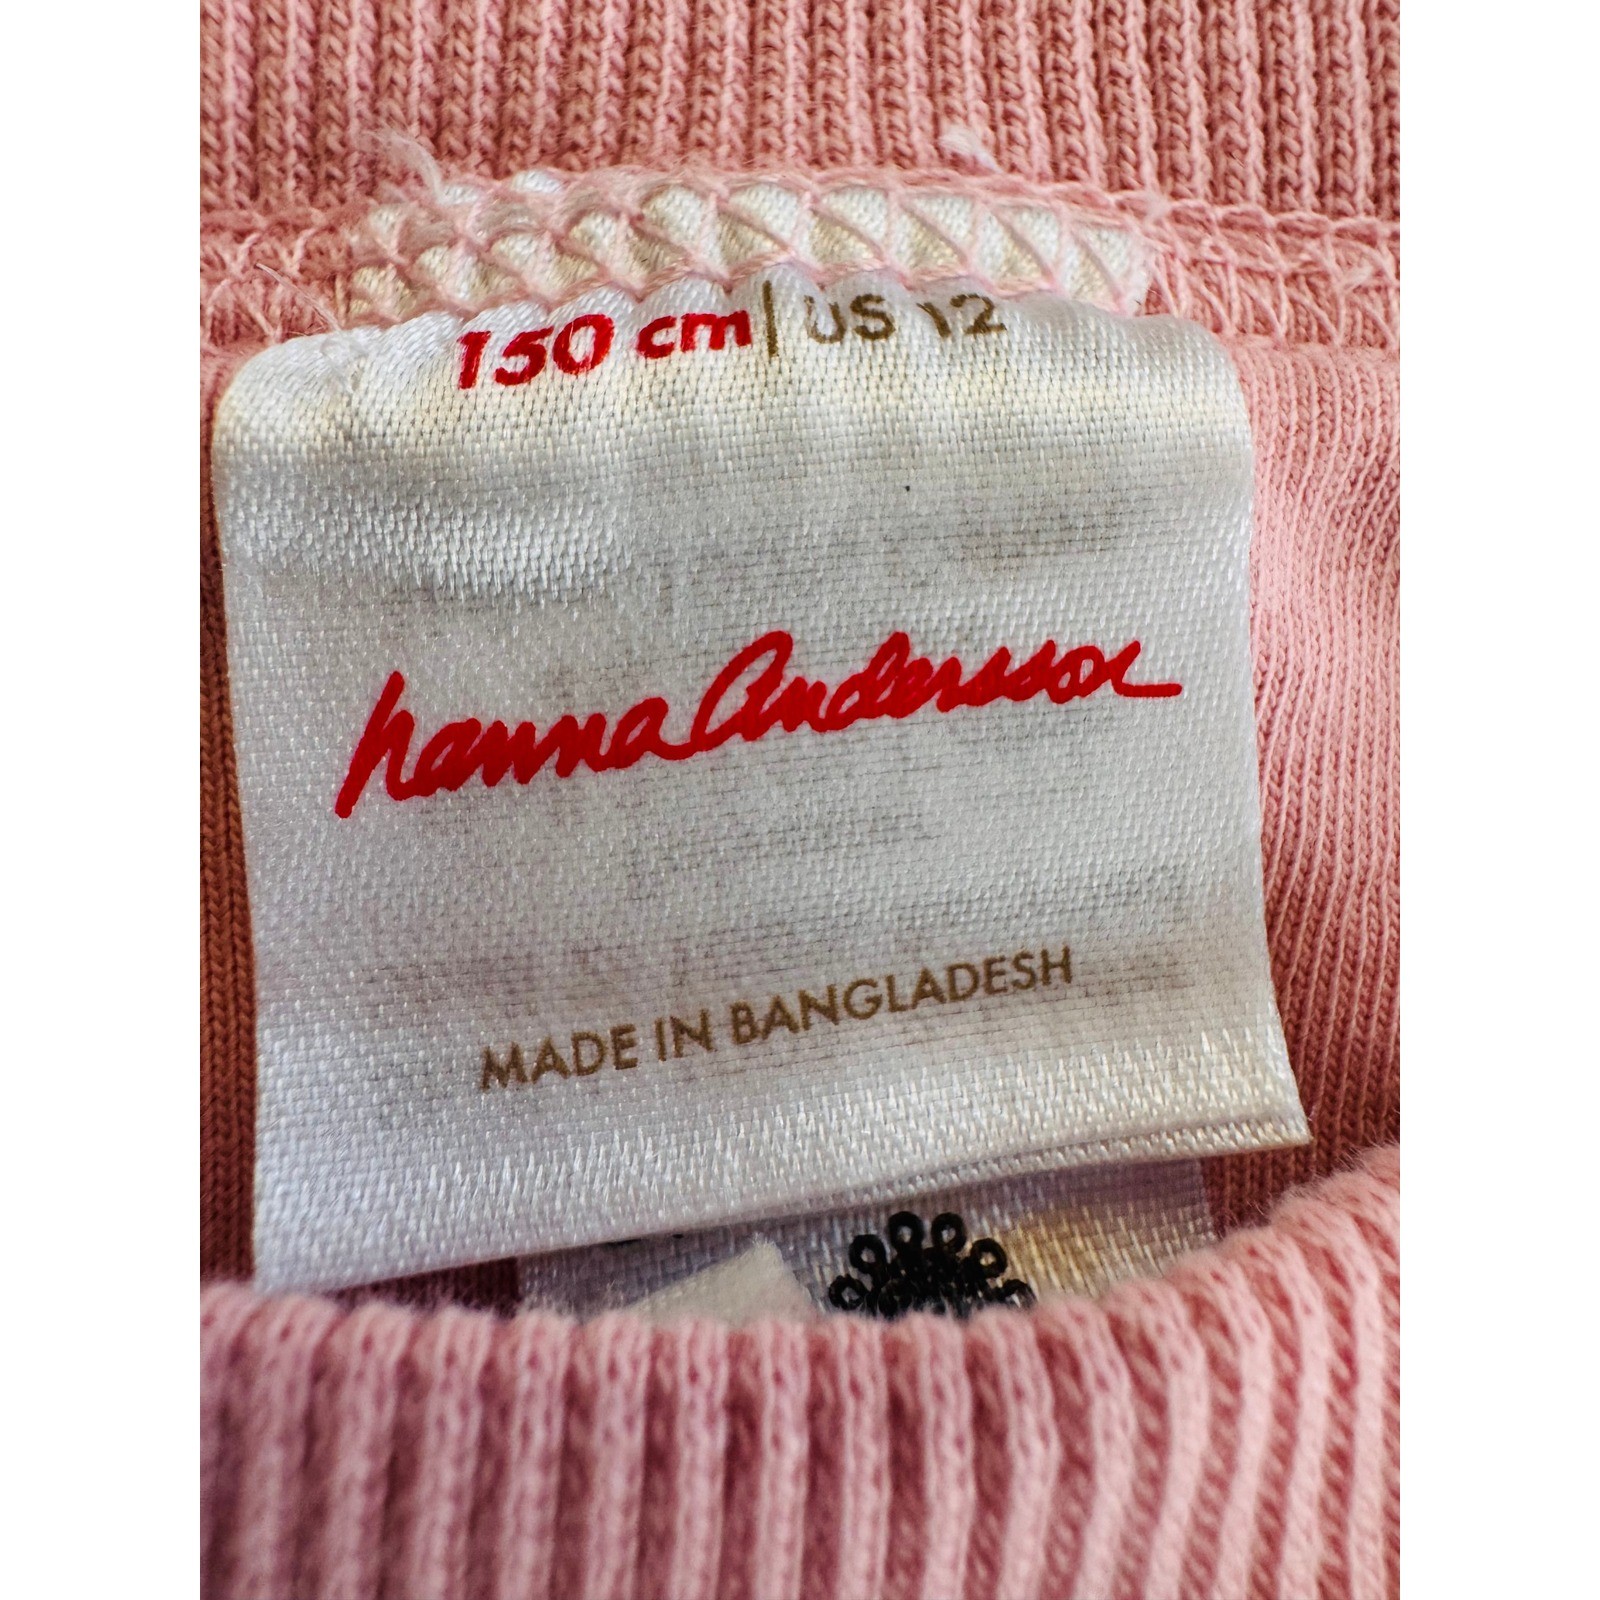 150 cm | US 12
hanna Andersson
MADE IN BANGLADESH